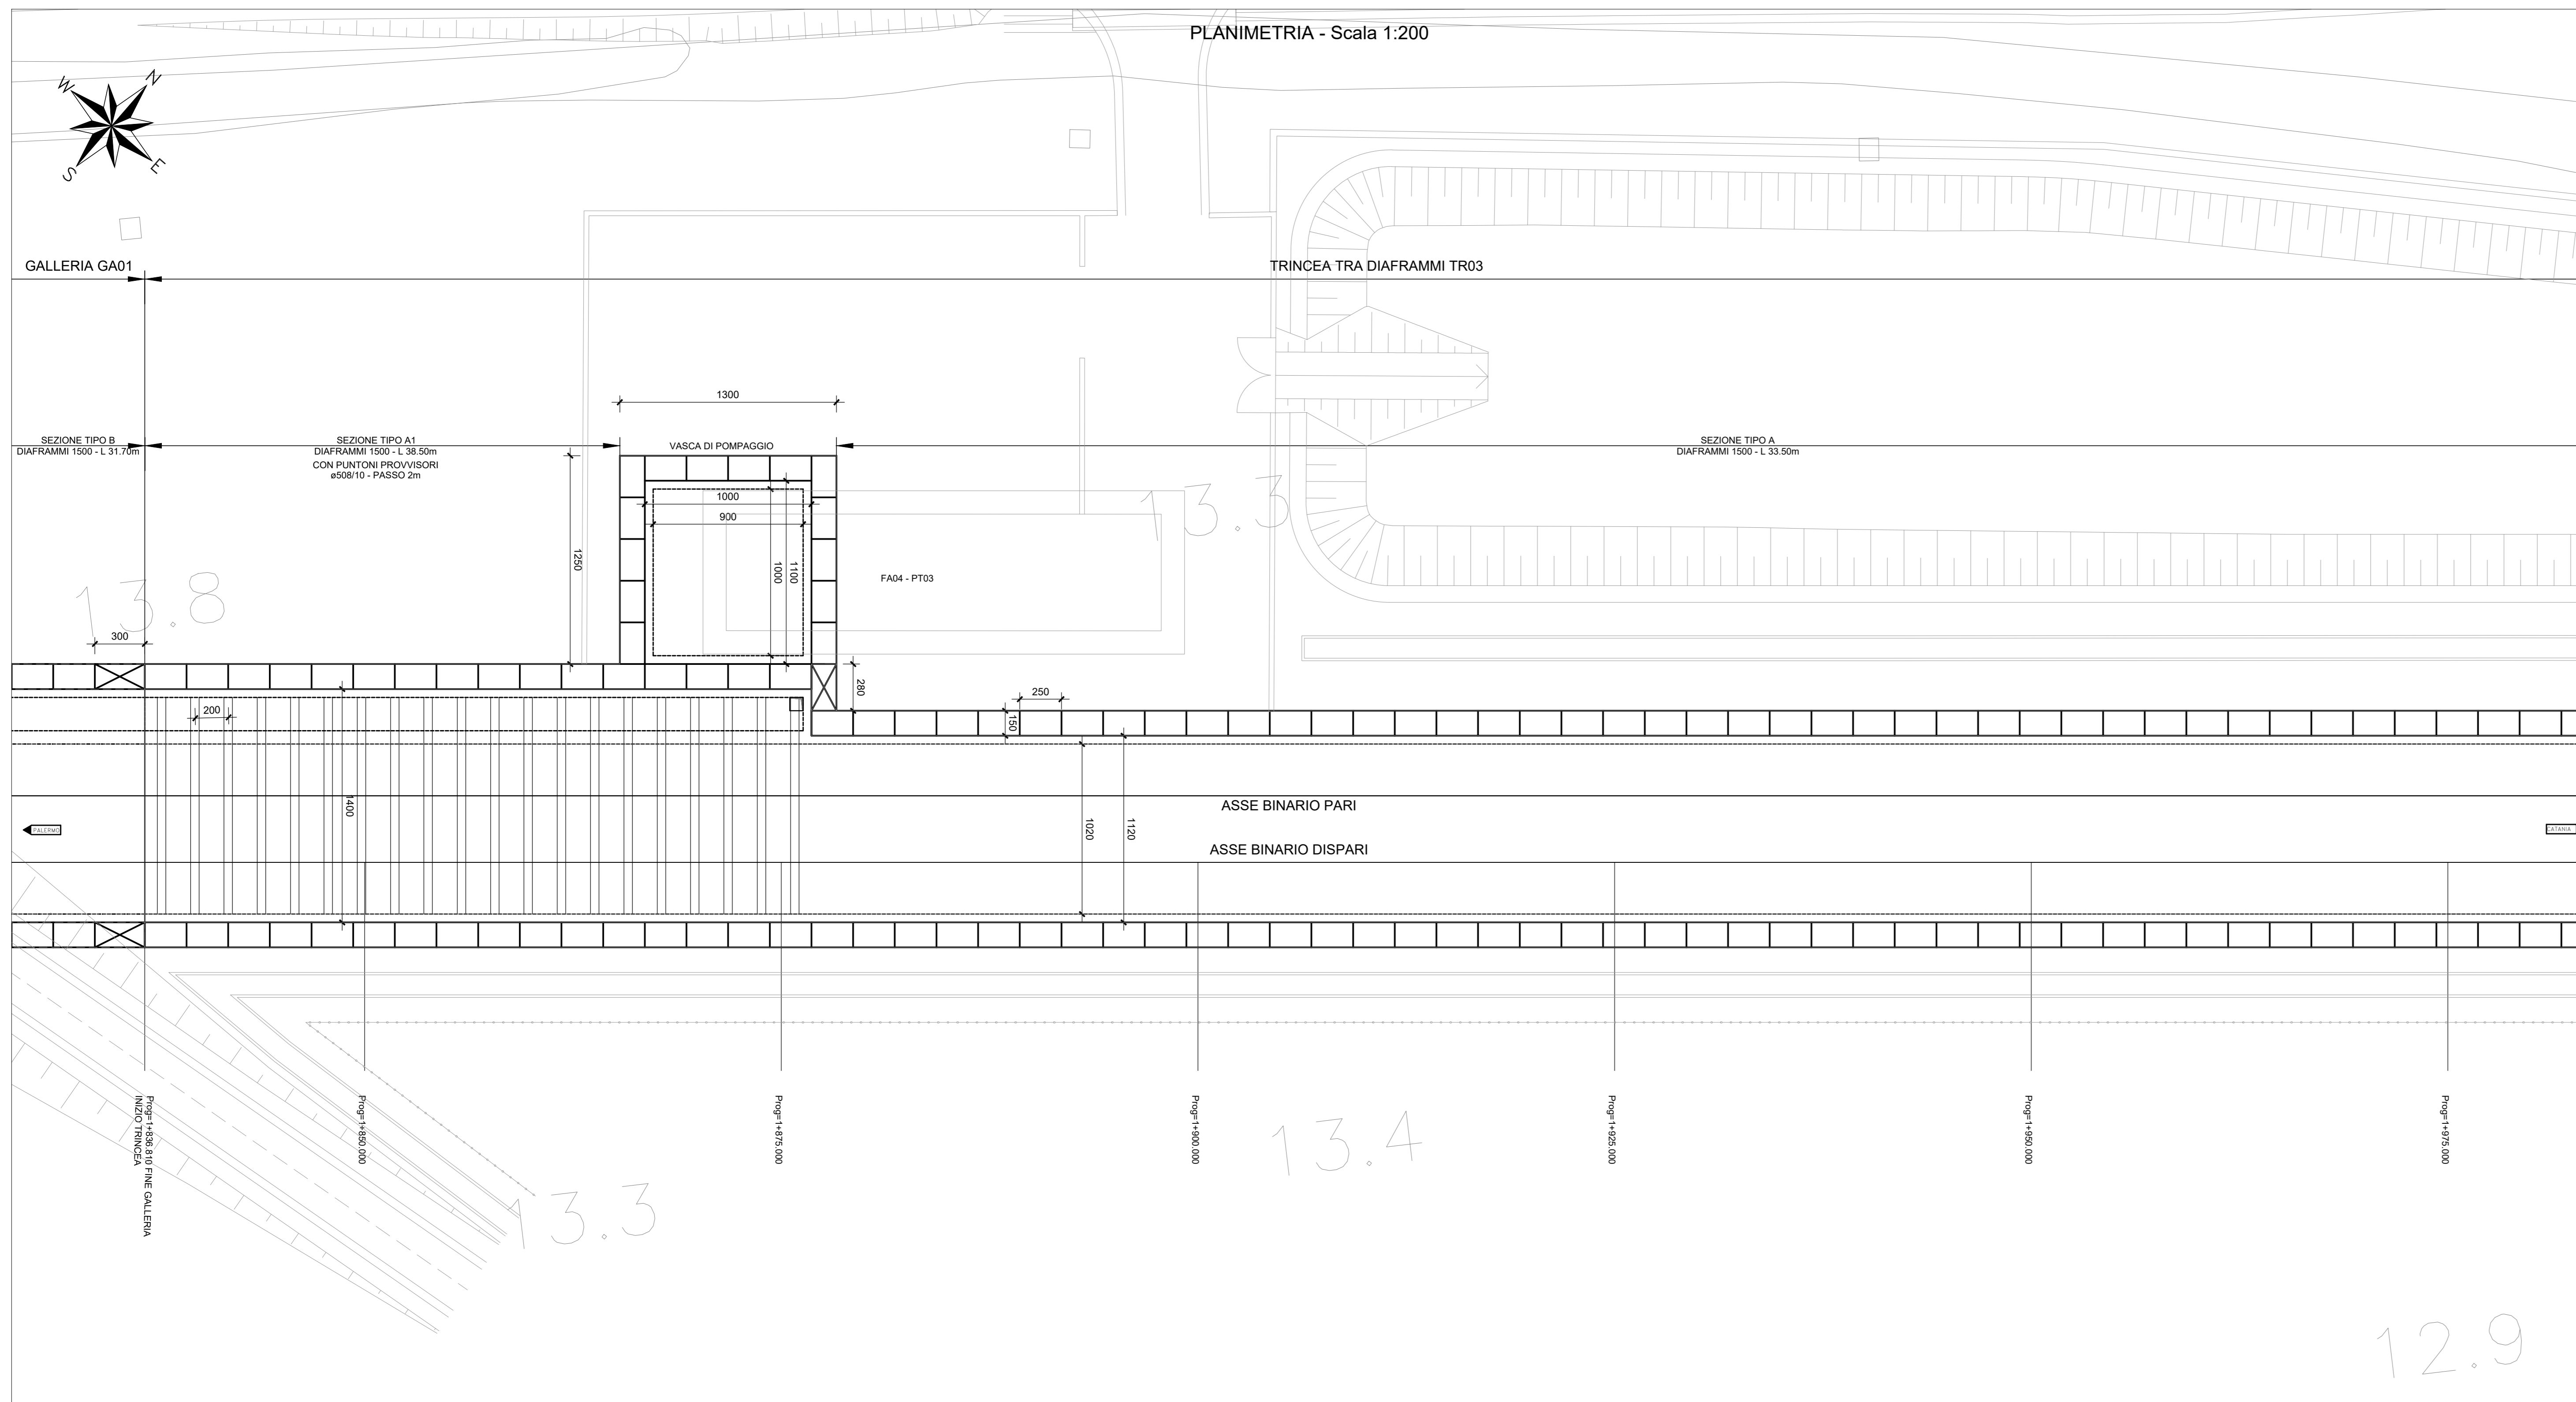 PLANIMETRIA - Scala 1:200
W
N
S
E
GALLERIA GA01
TRINCEA TRA DIAFRAMMI TR03
1300
SEZIONE TIPO B
DIAFRAMMI 1500 - L 31.70m
SEZIONE TIPO A1
DIAFRAMMI 1500 - L 38.50m
CON PUNTONI PROVVISORI
ø508/10 - PASSO 2m
VASCA DI POMPAGGIO
SEZIONE TIPO A
DIAFRAMMI 1500 - L 33.50m
1000
900
1250
1000
1100
13.3
FA04 - PT03
13.8
300
280
250
150
200
1400
1020
1120
ASSE BINARIO PARI
PALERMO
CATANIA
ASSE BINARIO DISPARI
Prog=1+836.810 FINE GALLERIA
INIZIO TRINCEA
Prog=1+850.000
Prog=1+875.000
Prog=1+900.000
Prog=1+925.000
Prog=1+950.000
Prog=1+975.000
13.4
13.3
12.9